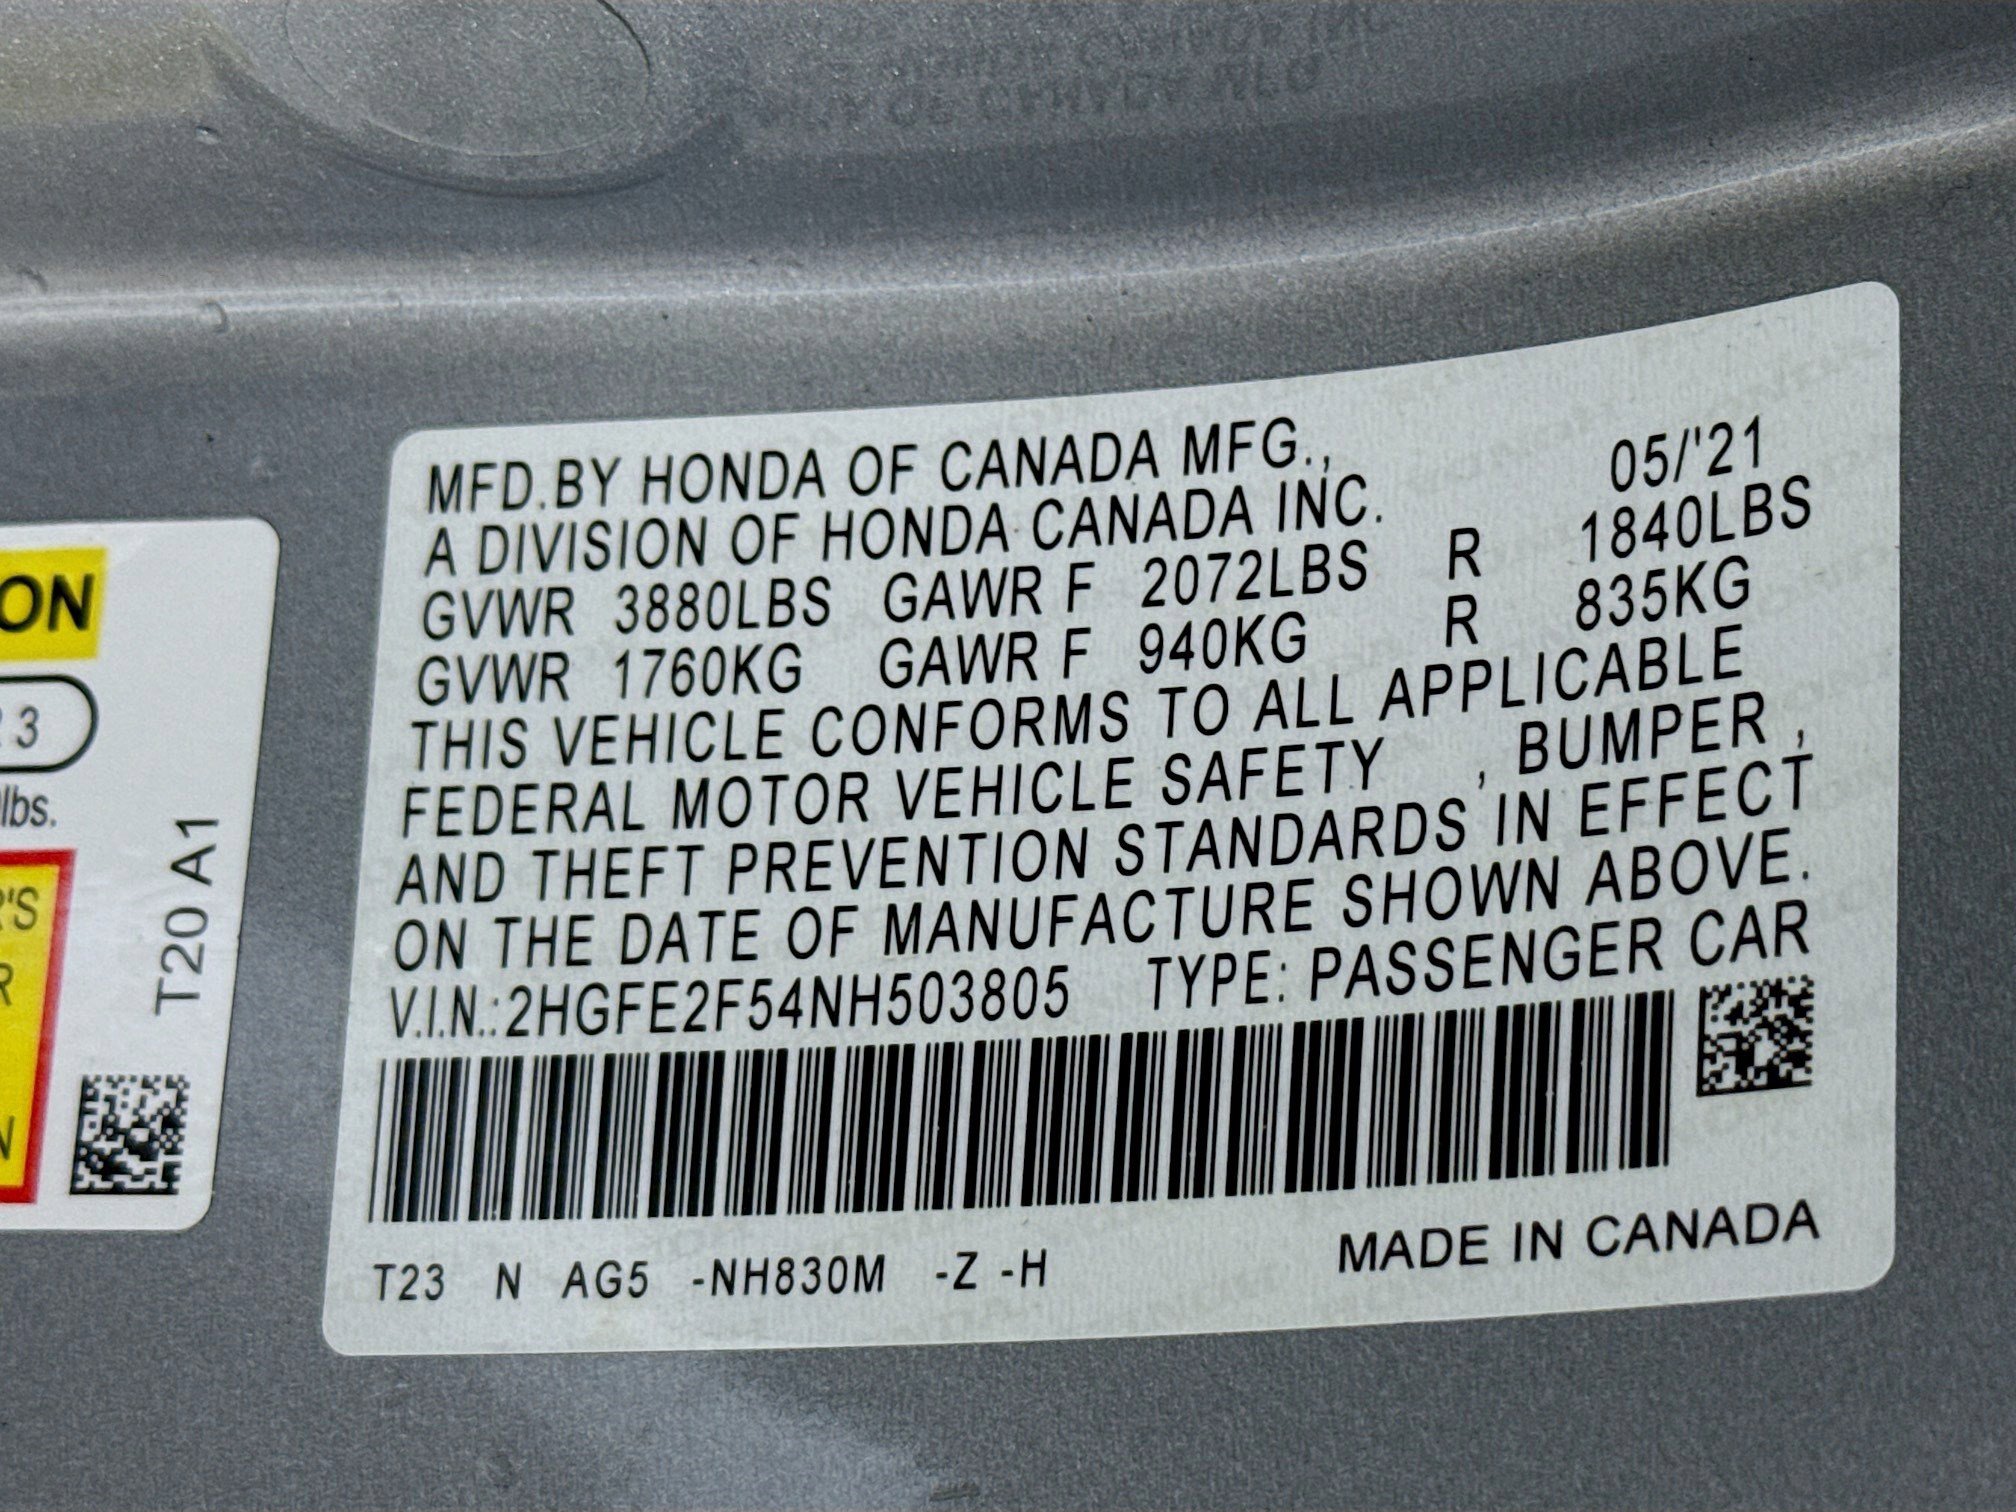 MFD.BY HONDA OF CANADA MFG.,
05/'21
A DIVISION OF HONDA CANADA INC.
GVWR 3880LBS GAWR F 2072LBS R 1840LBS
GVWR 1760KG GAWR F 940KG R 835KG
THIS VEHICLE CONFORMS TO ALL APPLICABLE
FEDERAL MOTOR VEHICLE SAFETY , BUMPER ,
AND THEFT PREVENTION STANDARDS IN EFFECT
ON THE DATE OF MANUFACTURE SHOWN ABOVE.
V.I.N.:2HGFE2F54NH503805 TYPE: PASSENGER CAR
T23 N AG5 -NH830M -Z -H
MADE IN CANADA
ON
3
lbs.
'S
R
N
T20 A1